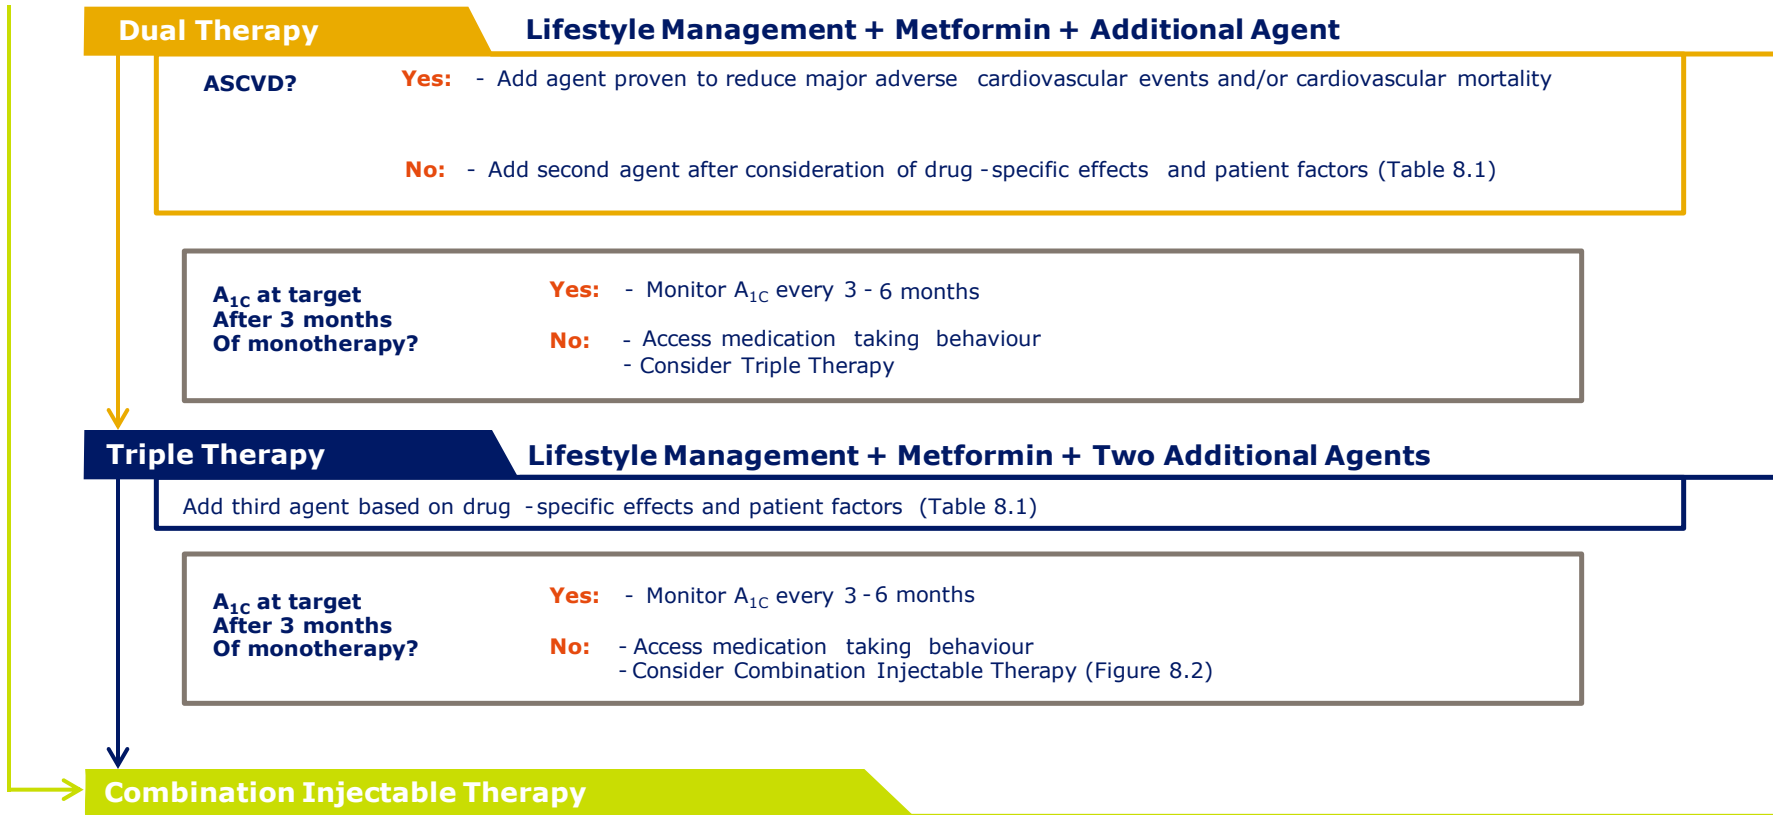 Dual Therapy
Lifestyle Management + Metformin + Additional Agent
ASCVD?
Yes: - Add agent proven to reduce major adverse cardiovascular events and/or cardiovascular mortality
No: - Add second agent after consideration of drug -specific effects and patient factors (Table 8.1)
A1C at target
After 3 months
Of monotherapy?
Yes: - Monitor A1C every 3 - 6 months
No: - Access medication taking behaviour
- Consider Triple Therapy
Triple Therapy
Lifestyle Management + Metformin + Two Additional Agents
Add third agent based on drug -specific effects and patient factors (Table 8.1)
A1C at target
After 3 months
Of monotherapy?
Yes: - Monitor A1C every 3 - 6 months
No: - Access medication taking behaviour
- Consider Combination Injectable Therapy (Figure 8.2)
Combination Injectable Therapy